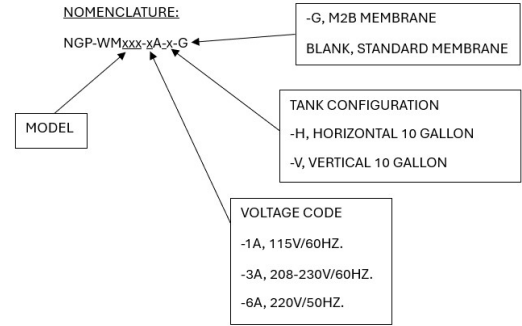 NOMENCLATURE:
NGP-WMxxx-xA-x-G
-G, M2B MEMBRANE
BLANK, STANDARD MEMBRANE
MODEL
TANK CONFIGURATION
-H, HORIZONTAL 10 GALLON
-V, VERTICAL 10 GALLON
VOLTAGE CODE
-1A, 115V/60HZ.
-3A, 208-230V/60HZ.
-6A, 220V/50HZ.